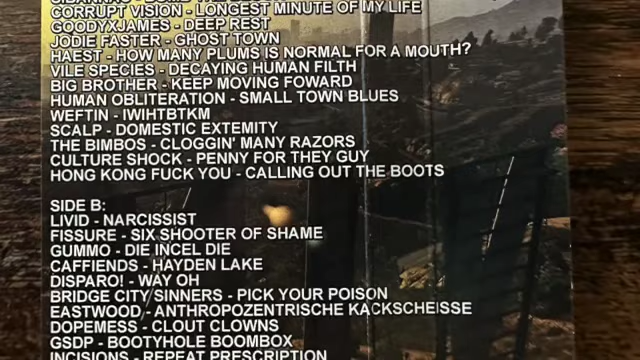 CORRUPT VISION - LONGEST MINUTE OF MY LIFE
GOODYXJAMES - DEEP REST
JODIE FASTER - GHOST TOWN
HAEST - HOW MANY PLUMS IS NORMAL FOR A MOUTH?
VILE SPECIES - DECAYING HUMAN FILTH
BIG BROTHER - KEEP MOVING FOWARD
HUMAN OBLITERATION - SMALL TOWN BLUES
WEFTIN - IWIHTBTKM
SCALP - DOMESTIC EXTEMITY
THE BIMBOS - CLOGGIN' MANY RAZORS
CULTURE SHOCK - PENNY FOR THEY GUY
HONG KONG FUCK YOU - CALLING OUT THE BOOTS
SIDE B:
LIVID - NARCISSIST
FISSURE - SIX SHOOTER OF SHAME
GUMMO - DIE INCEL DIE
CAFFIENDS - HAYDEN LAKE
DISPARO! - WAY OH
BRIDGE CITY SINNERS - PICK YOUR POISON
EASTWOOD - ANTHROPOZENTRISCHE KACKSCHEISSE
DOPEMESS - CLOUT CLOWNS
GSDP - BOOTYHOLE BOOMBOX
INCISIONS - REPEAT PRESCRIPTION